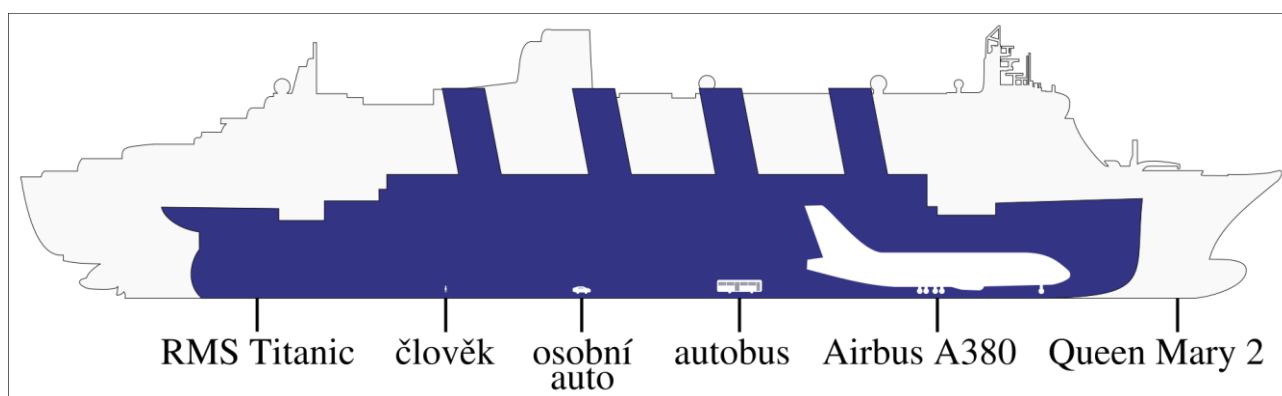 RMS Titanic
člověk
osobní
auto
autobus
Airbus A380
Queen Mary 2